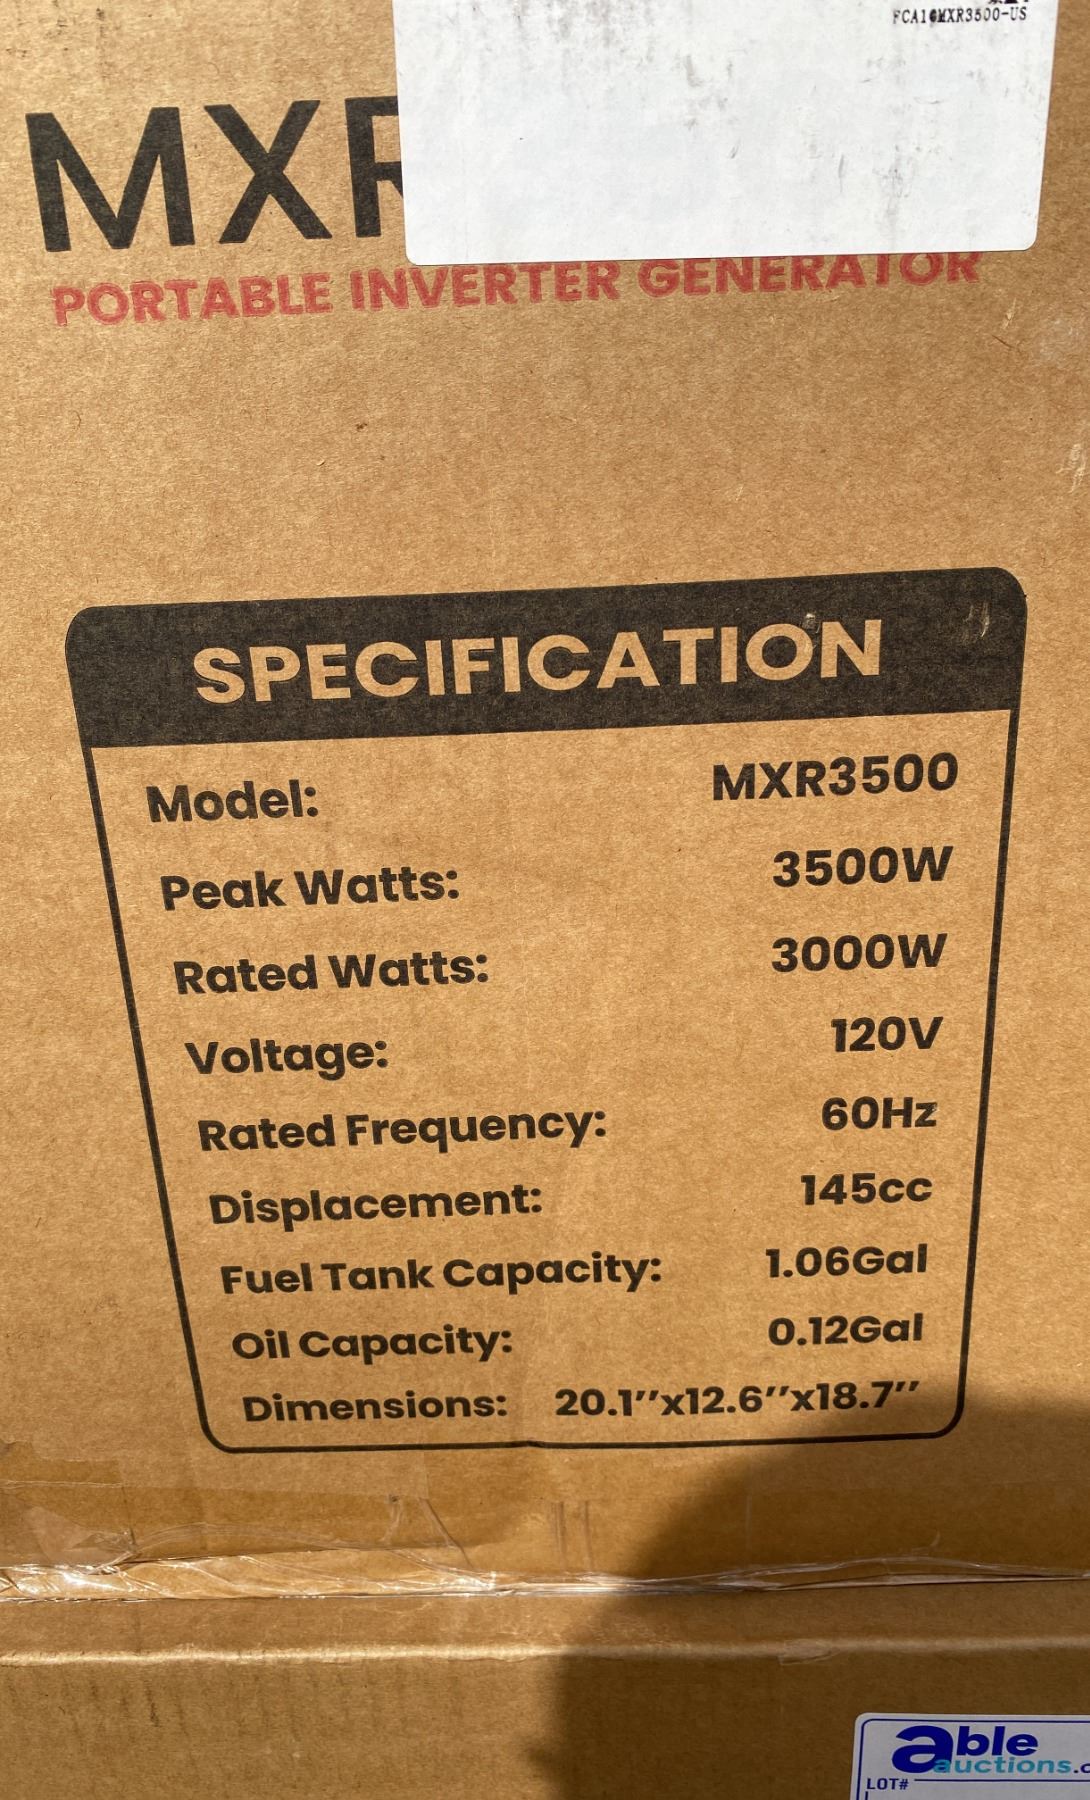 FCA16MXR3500-US
MXR
PORTABLE INVERTER GENERATOR
SPECIFICATION
Model: MXR3500
Peak Watts: 3500W
Rated Watts: 3000W
Voltage: 120V
Rated Frequency: 60Hz
Displacement: 145cc
Fuel Tank Capacity: 1.06Gal
Oil Capacity: 0.12Gal
Dimensions: 20.1''x12.6''x18.7''
able
auctions.c
LOT#